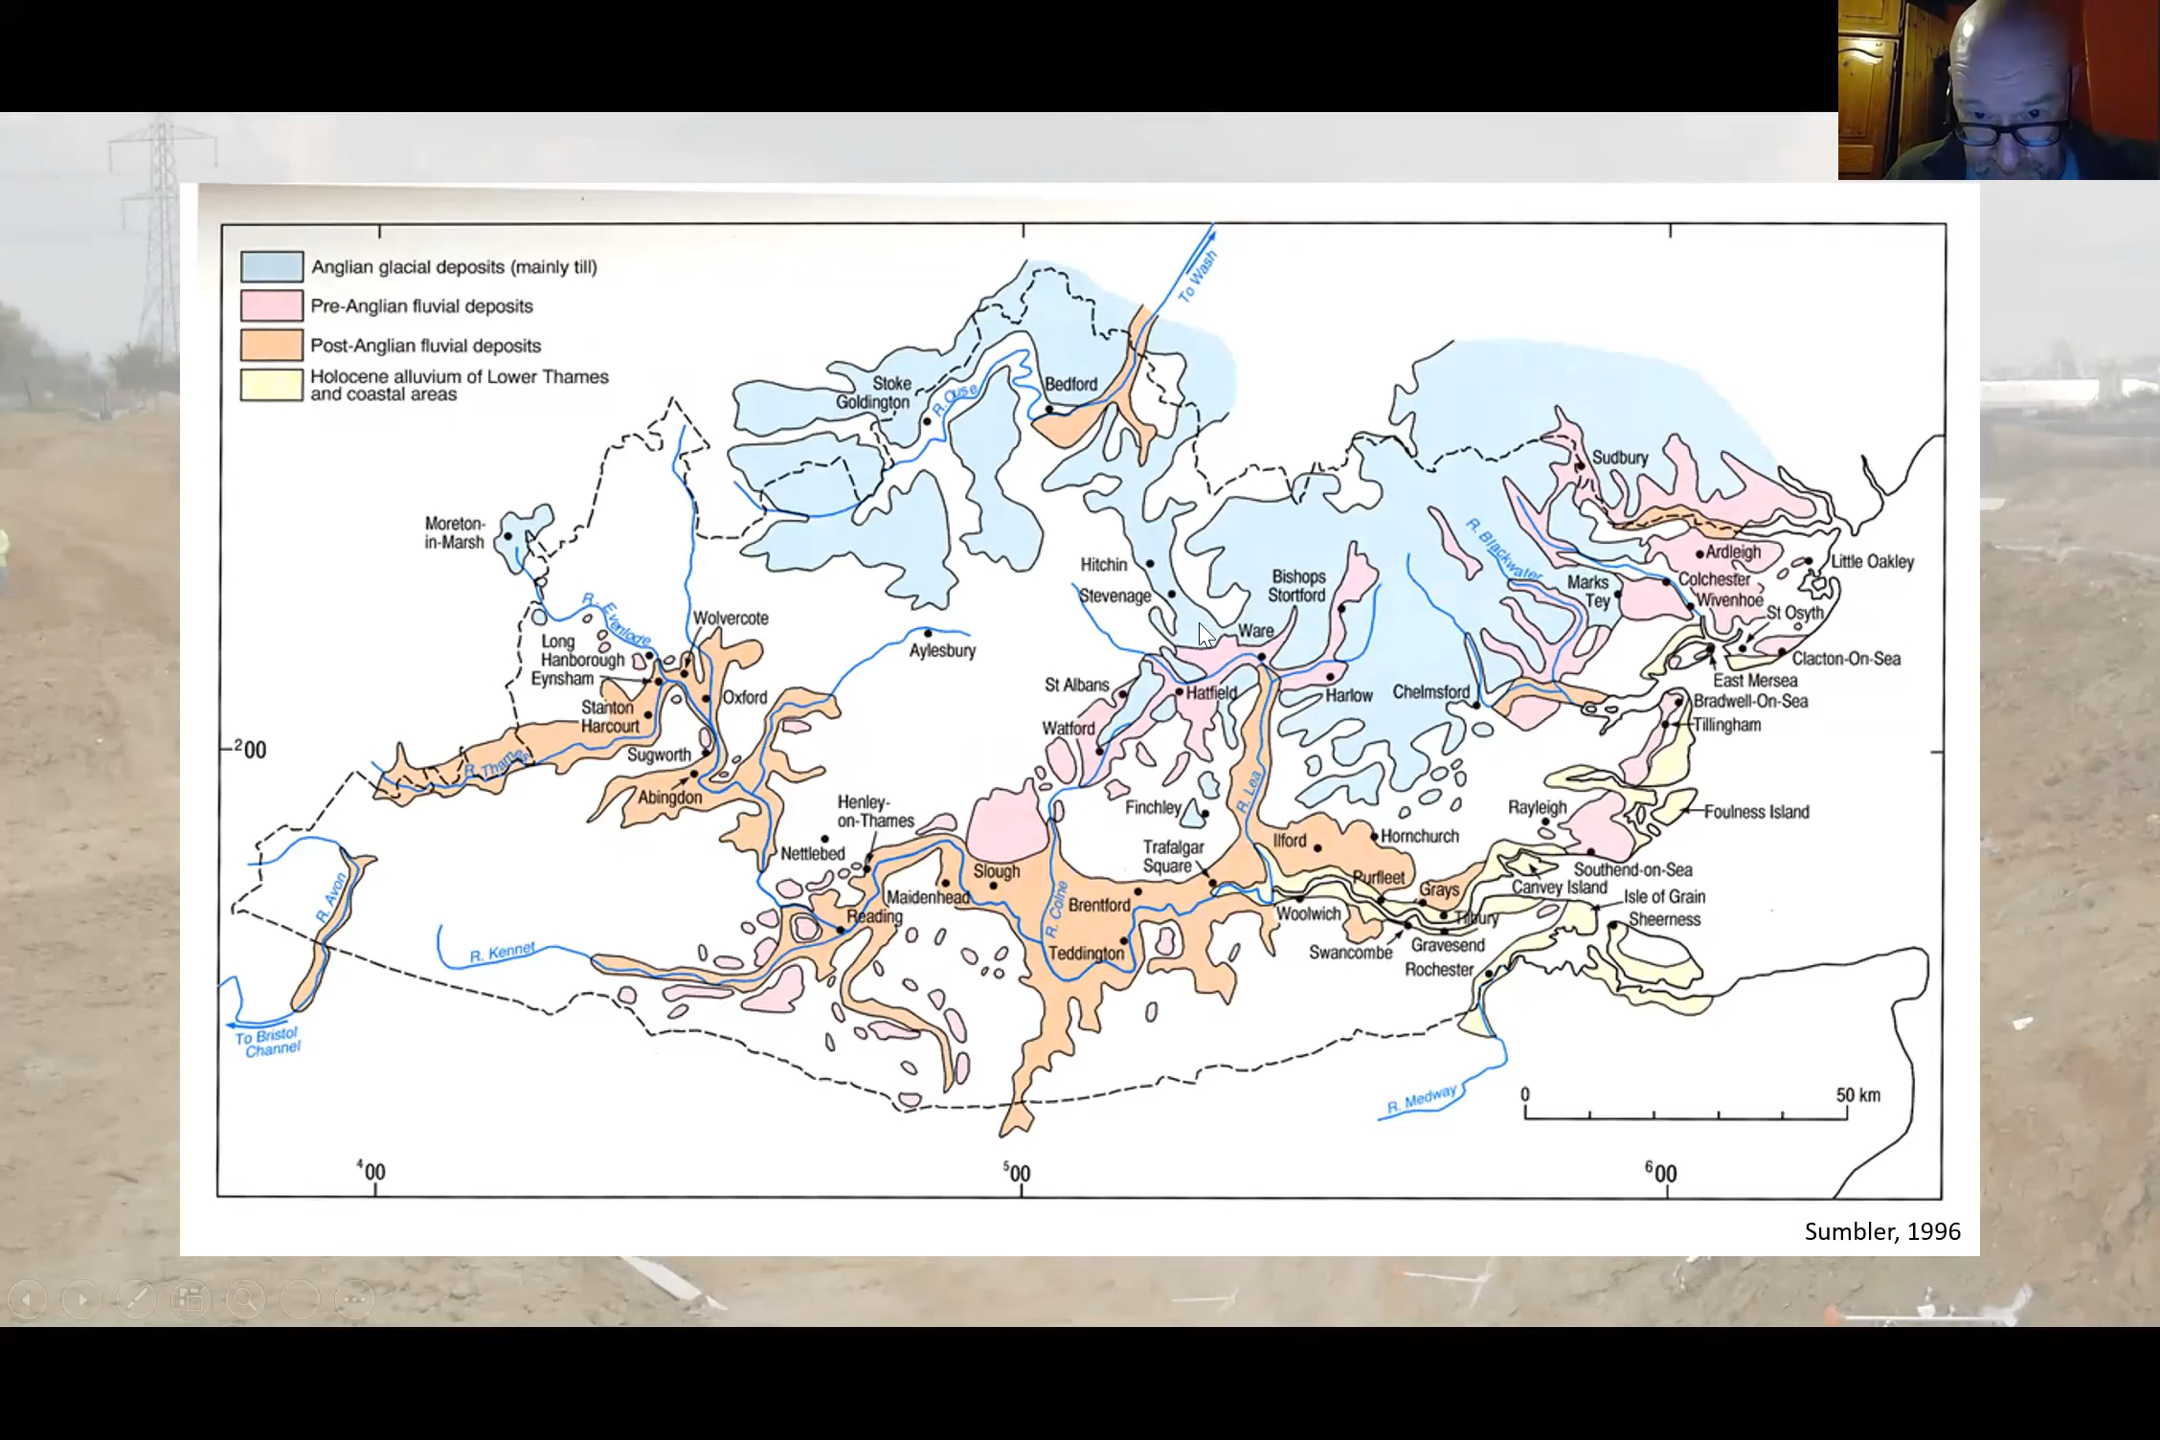 Anglian glacial deposits (mainly till)
Pre-Anglian fluvial deposits
Post-Anglian fluvial deposits
Holocene alluvium of Lower Thames
and coastal areas
To Wash
Stoke
Goldington
R. Ouse
Bedford
Sudbury
Moreton-
in-Marsh
R. Blackwater
Ardleigh
Little Oakley
Hitchin
Bishops
Stortford
Marks
Tey
Colchester
Stevenage
Wivenhoe
St Osyth
R. Evenlode
Wolvercote
Ware
Long
Hanborough
Aylesbury
Clacton-On-Sea
Eynsham
East Mersea
St Albans
Hatfield
Harlow
Chelmsford
Oxford
Bradwell-On-Sea
Stanton
Harcourt
Tillingham
Watford
200
Sugworth
R. Thames
Abingdon
R. Lea
Henley-
on-Thames
Finchley
Rayleigh
Foulness Island
Nettlebed
Trafalgar
Square
Ilford
Hornchurch
Slough
Southend-on-Sea
R. Avon
Maidenhead
Purfleet
Grays
Canvey Island
R. Colne
Brentford
Isle of Grain
Reading
Woolwich
Tilbury
Sheerness
R. Kennet
Teddington
Swancombe
Gravesend
Rochester
To Bristol
Channel
R. Medway
0
50 km
400
500
600
Sumbler, 1996